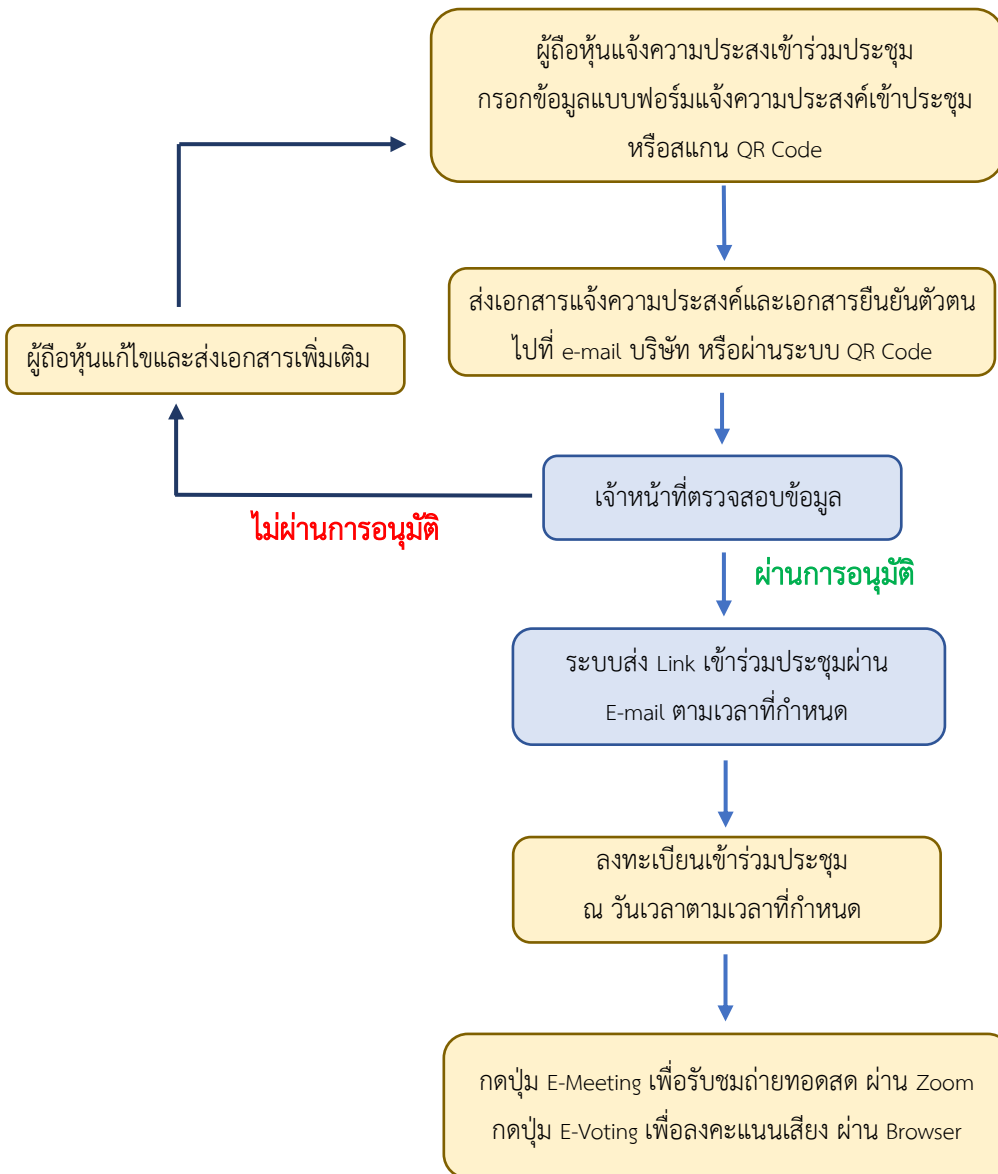 ผู้ถือหุ้นแจ้งความประสงเข้าร่วมประชุม
กรอกข้อมูลแบบฟอร์มแจ้งความประสงค์เข้าประชุม
หรือสแกน QR Code
ส่งเอกสารแจ้งความประสงค์และเอกสารยืนยันตัวตน
ไปที่ e-mail บริษัท หรือผ่านระบบ QR Code
ผู้ถือหุ้นแก้ไขและส่งเอกสารเพิ่มเติม
เจ้าหน้าที่ตรวจสอบข้อมูล
ไม่ผ่านการอนุมัติ
ผ่านการอนุมัติ
ระบบส่ง Link เข้าร่วมประชุมผ่าน
E-mail ตามเวลาที่กำหนด
ลงทะเบียนเข้าร่วมประชุม
ณ วันเวลาตามเวลาที่กำหนด
กดปุ่ม E-Meeting เพื่อรับชมถ่ายทอดสด ผ่าน Zoom
กดปุ่ม E-Voting เพื่อลงคะแนนเสียง ผ่าน Browser